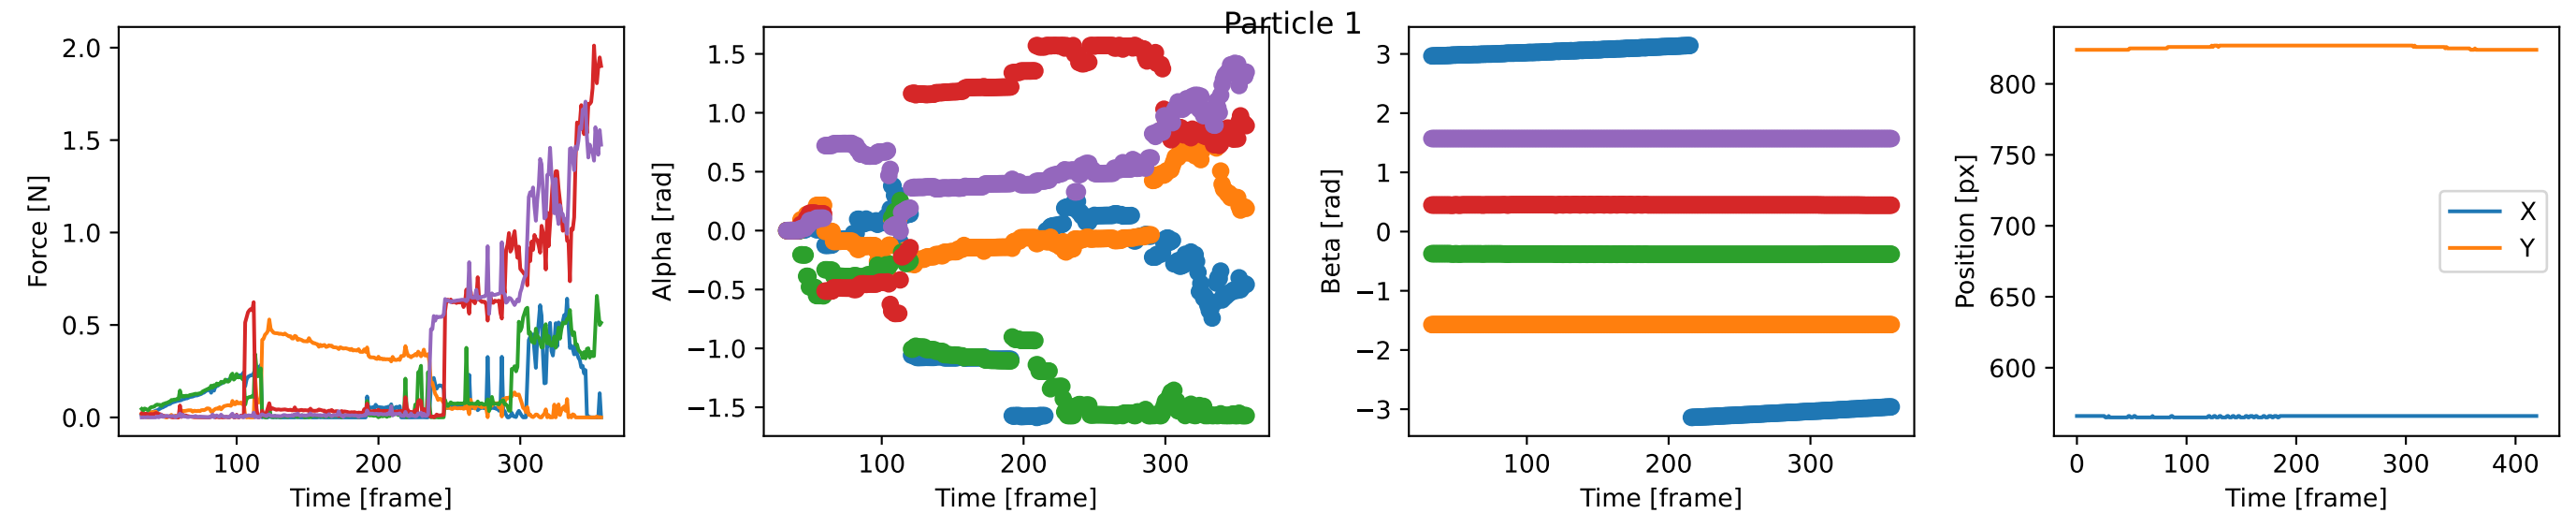 Particle 1
Force [N]
2.0
1.5
1.0
0.5
0.0
100 200 300
Time [frame]
Alpha [rad]
1.5
1.0
0.5
0.0
−0.5
−1.0
−1.5
100 200 300
Time [frame]
Beta [rad]
3
2
1
0
−1
−2
−3
100 200 300
Time [frame]
Position [px]
800
750
700
650
600
0 100 200 300 400
Time [frame]
X
Y